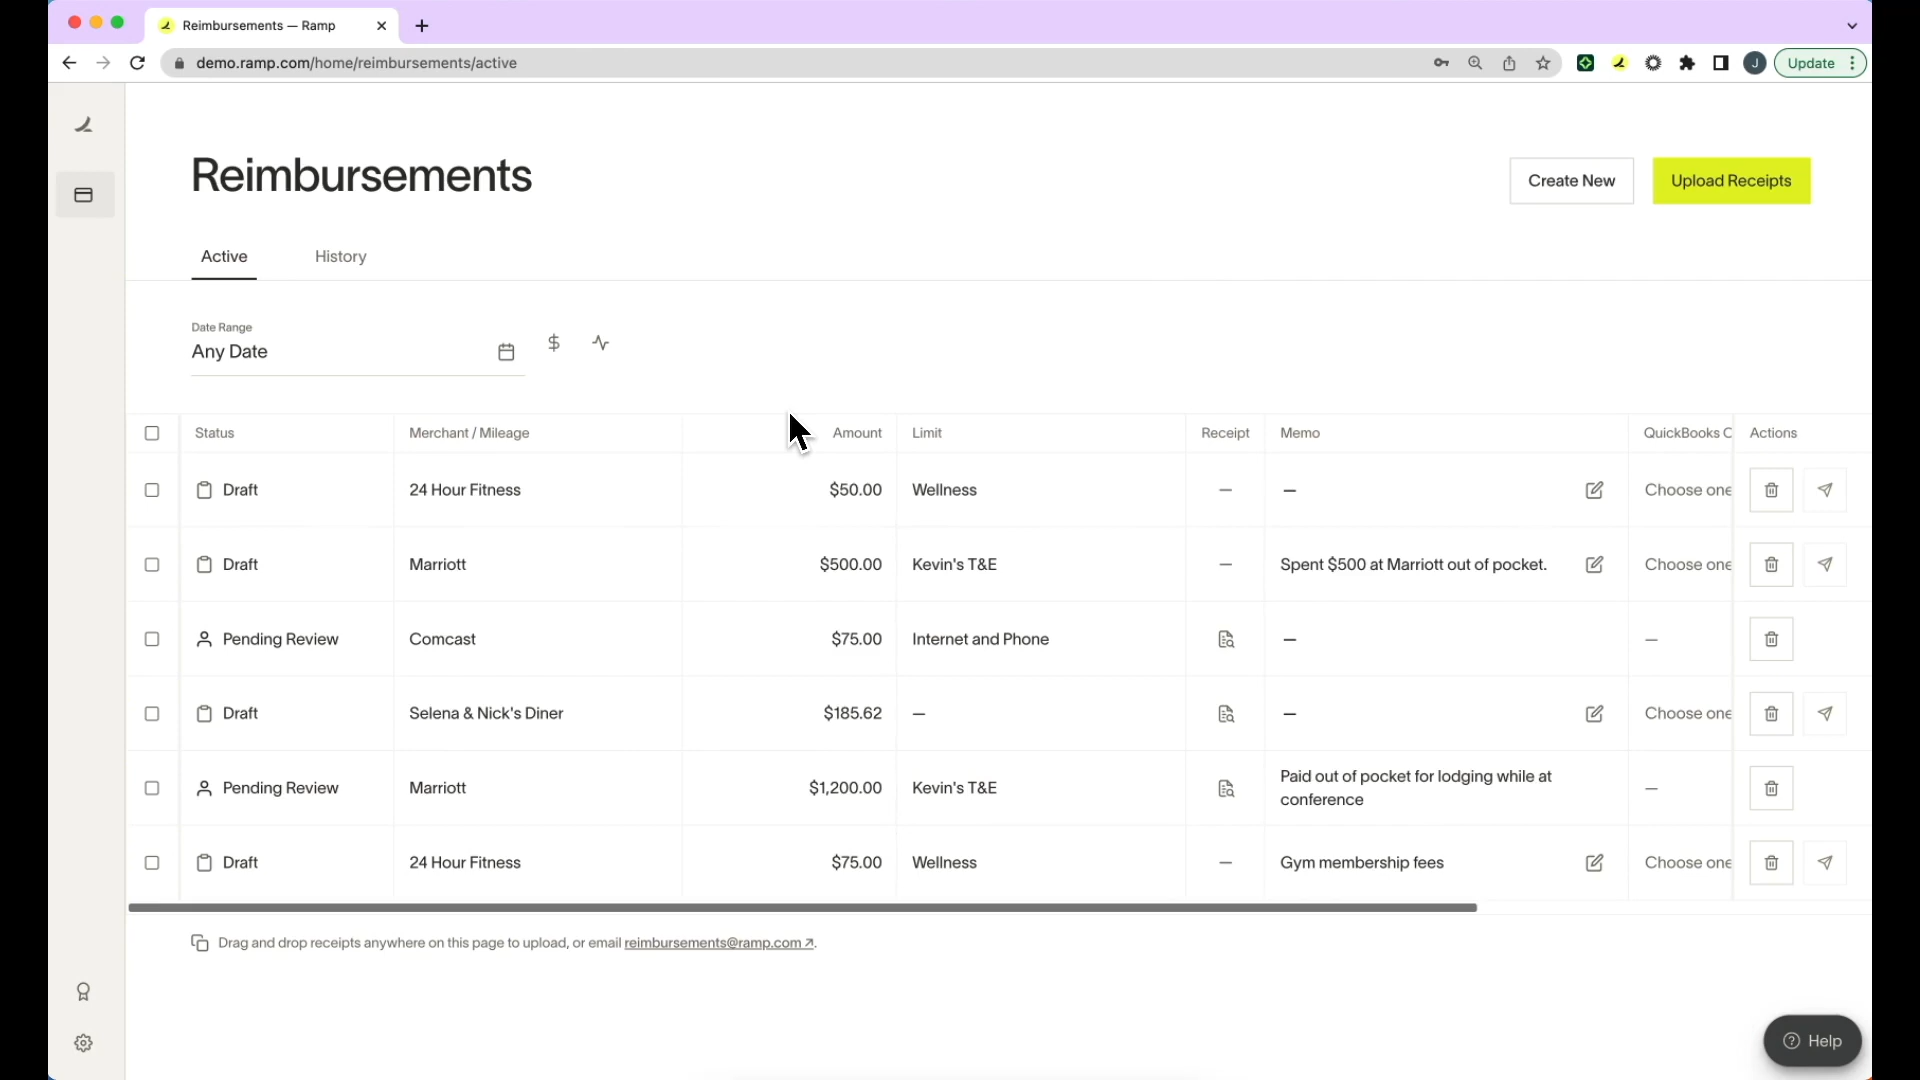 Reimbursements — Ramp
demo.ramp.com/home/reimbursements/active
J
Update
Reimbursements
Create New
Upload Receipts
Active History
Date Range
Any Date
$
Status Merchant / Mileage Amount Limit Receipt Memo QuickBooks C Actions
Draft 24 Hour Fitness $50.00 Wellness — — Choose one
Draft Marriott $500.00 Kevin's T&E — Spent $500 at Marriott out of pocket. Choose one
Pending Review Comcast $75.00 Internet and Phone — —
Draft Selena & Nick's Diner $185.62 — — Choose one
Pending Review Marriott $1,200.00 Kevin's T&E Paid out of pocket for lodging while at —
conference
Draft 24 Hour Fitness $75.00 Wellness — Gym membership fees Choose one
Drag and drop receipts anywhere on this page to upload, or email reimbursements@ramp.com ↗.
Help